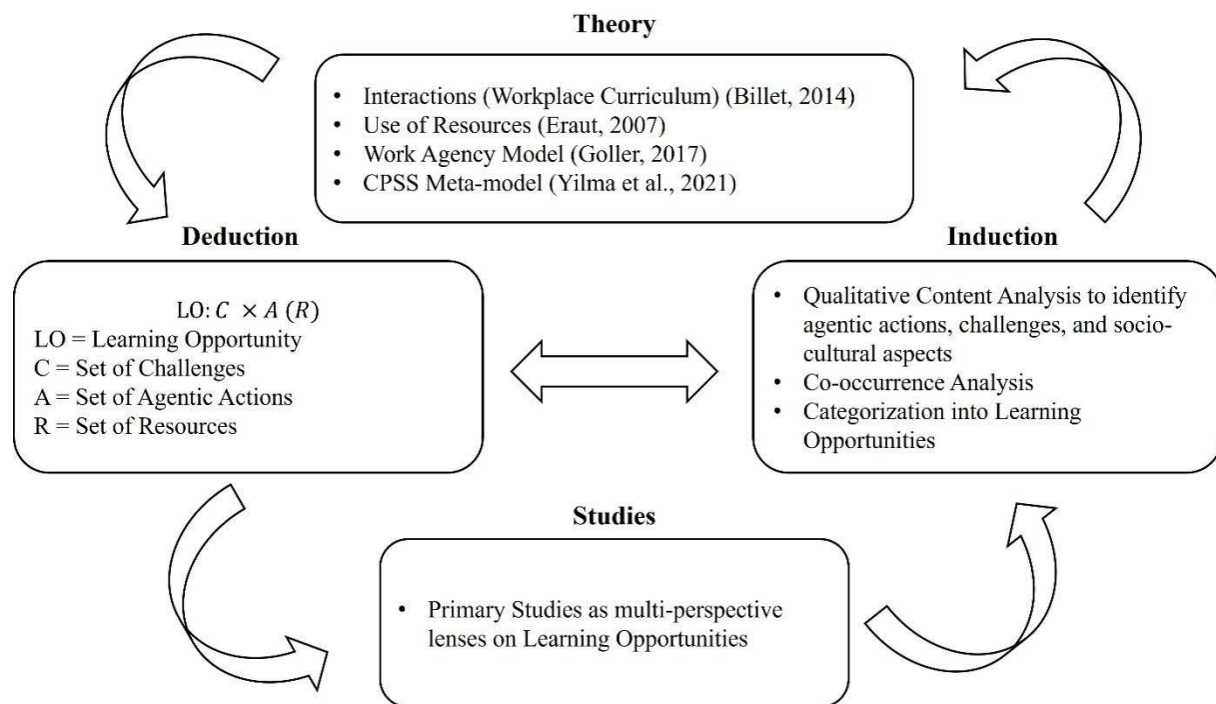 Theory
• Interactions (Workplace Curriculum) (Billet, 2014)
• Use of Resources (Eraut, 2007)
• Work Agency Model (Goller, 2017)
• CPSS Meta-model (Yilma et al., 2021)
Deduction
LO: C × A (R)
LO = Learning Opportunity
C = Set of Challenges
A = Set of Agentic Actions
R = Set of Resources
Induction
• Qualitative Content Analysis to identify
agentic actions, challenges, and socio-
cultural aspects
• Co-occurrence Analysis
• Categorization into Learning
Opportunities
Studies
• Primary Studies as multi-perspective
lenses on Learning Opportunities